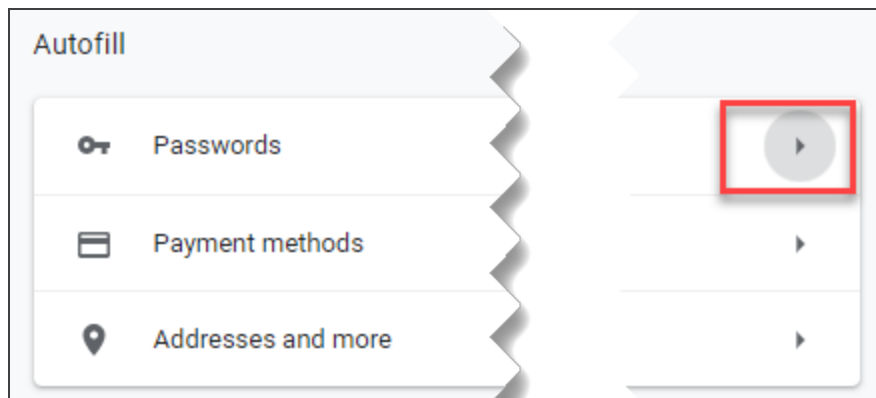 Autofill
Passwords
Payment methods
Addresses and more